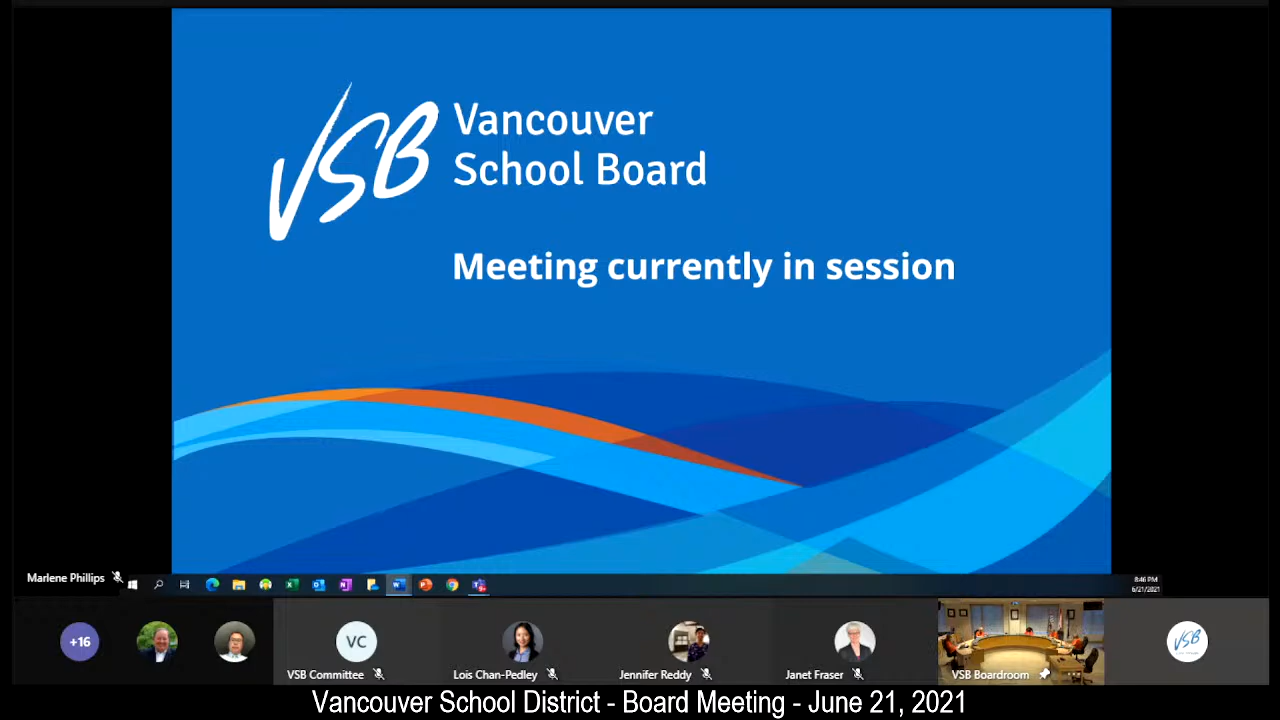 VSB
Vancouver
School Board
Meeting currently in session
Marlene Phillips
8:46 PM
6/21/2021
+16
VC
VSB Committee
Lois Chan-Pedley
Jennifer Reddy
Janet Fraser
VSB Boardroom
VSB
Vancouver School District - Board Meeting - June 21, 2021